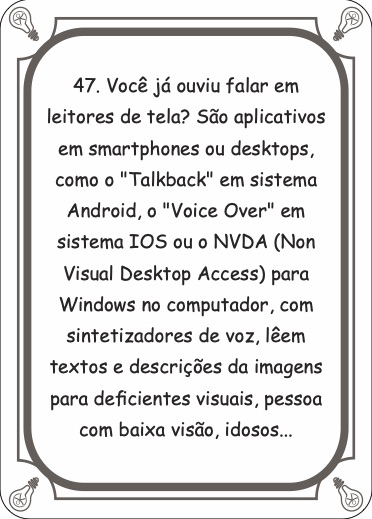 47. Você já ouviu falar em
leitores de tela? São aplicativos
em smartphones ou desktops,
como o "Talkback" em sistema
Android, o "Voice Over" em
sistema IOS ou o NVDA (Non
Visual Desktop Access) para
Windows no computador, com
sintetizadores de voz, lêem
textos e descrições da imagens
para deficientes visuais, pessoa
com baixa visão, idosos...